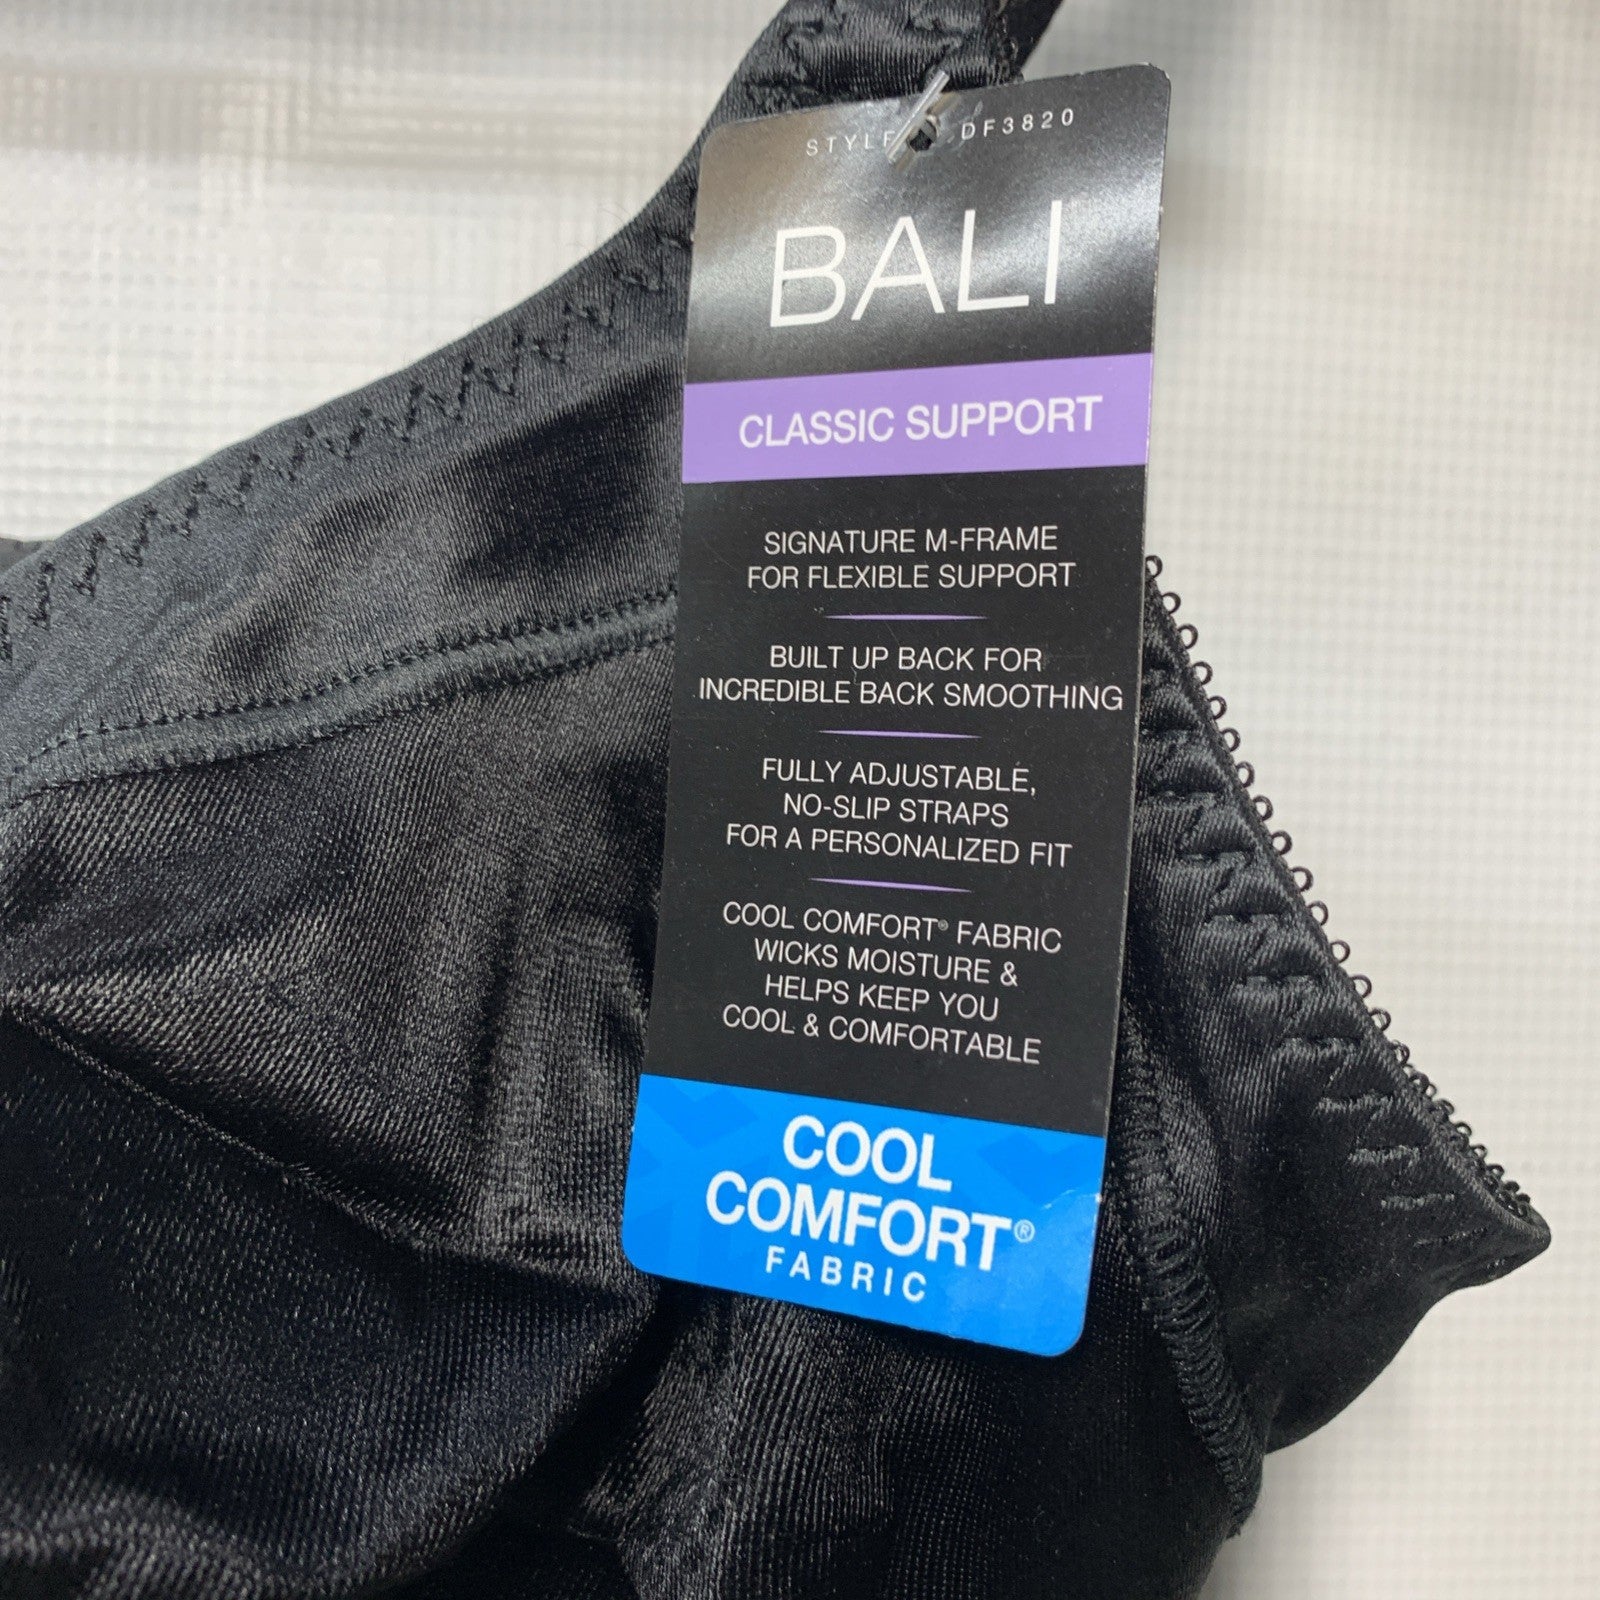 STYLE DF3820
BALI
CLASSIC SUPPORT
SIGNATURE M-FRAME
FOR FLEXIBLE SUPPORT
BUILT UP BACK FOR
INCREDIBLE BACK SMOOTHING
FULLY ADJUSTABLE,
NO-SLIP STRAPS
FOR A PERSONALIZED FIT
COOL COMFORT® FABRIC
WICKS MOISTURE &
HELPS KEEP YOU
COOL & COMFORTABLE
COOL
COMFORT®
FABRIC